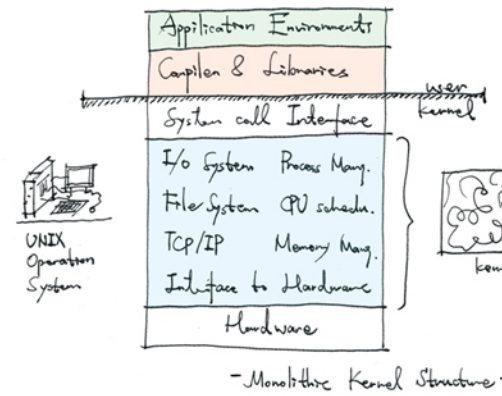 Application Environments
Compiler & Libraries
user
kernel
System call Interface
I/O System Process Mang.
File System CPU schedu.
TCP/IP Memory Mang.
Interface to Hardware
Hardware
UNIX
Operation
System
- Monolithic Kernel Structure -